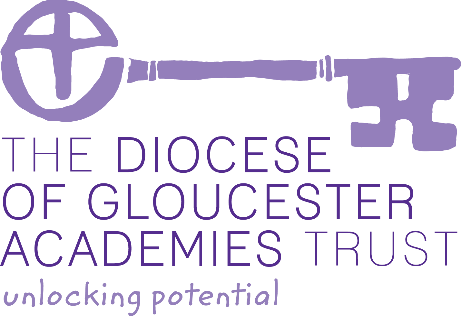 THE DIOCESE
OF GLOUCESTER
ACADEMIES TRUST
unlocking potential